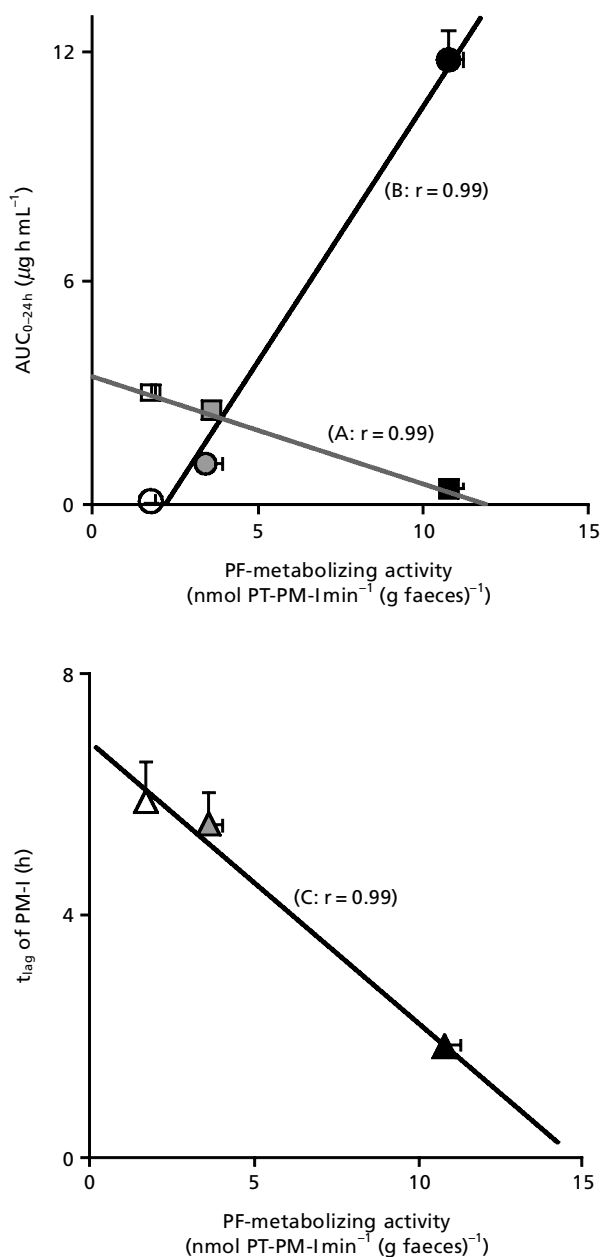 12
6
0
AUC0–24h (μg h mL−1)
(B: r = 0.99)
(A: r = 0.99)
0
5
10
15
PF-metabolizing activity
(nmol PT-PM-I min−1 (g faeces)−1)
8
4
0
tlag of PM-I (h)
(C: r = 0.99)
0
5
10
15
PF-metabolizing activity
(nmol PT-PM-I min−1 (g faeces)−1)